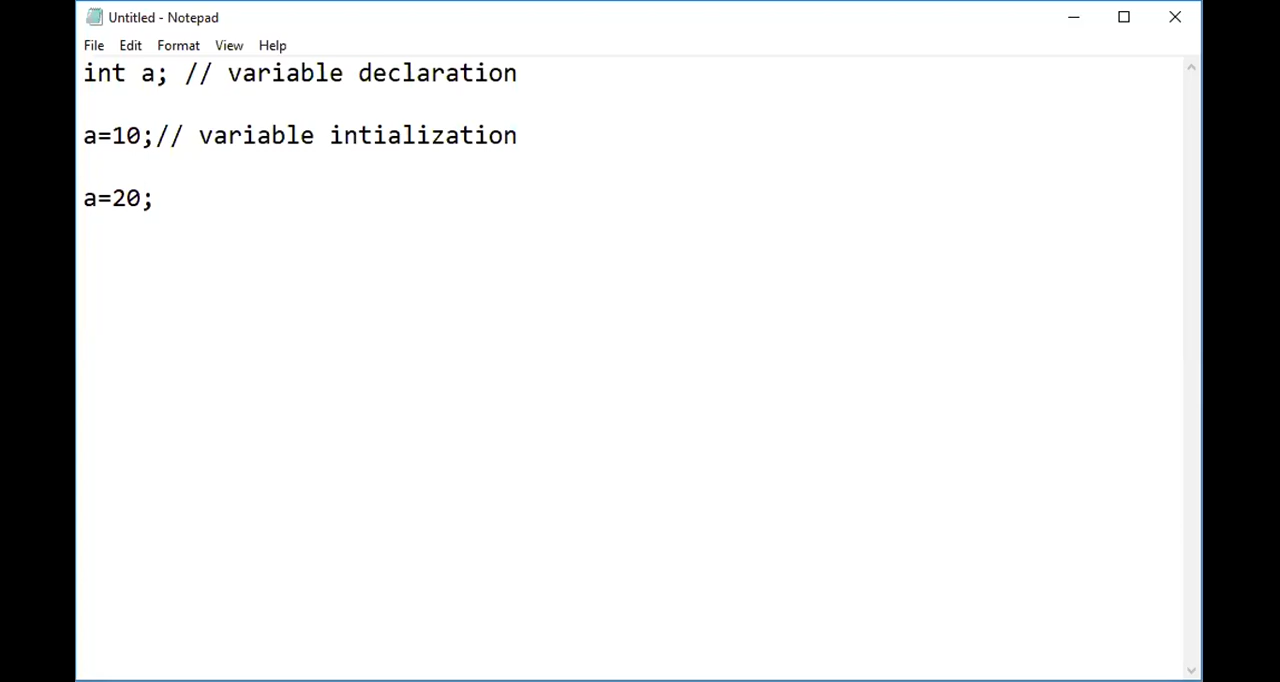 Untitled - Notepad
File Edit Format View Help
int a; // variable declaration
a=10;// variable intialization
a=20;